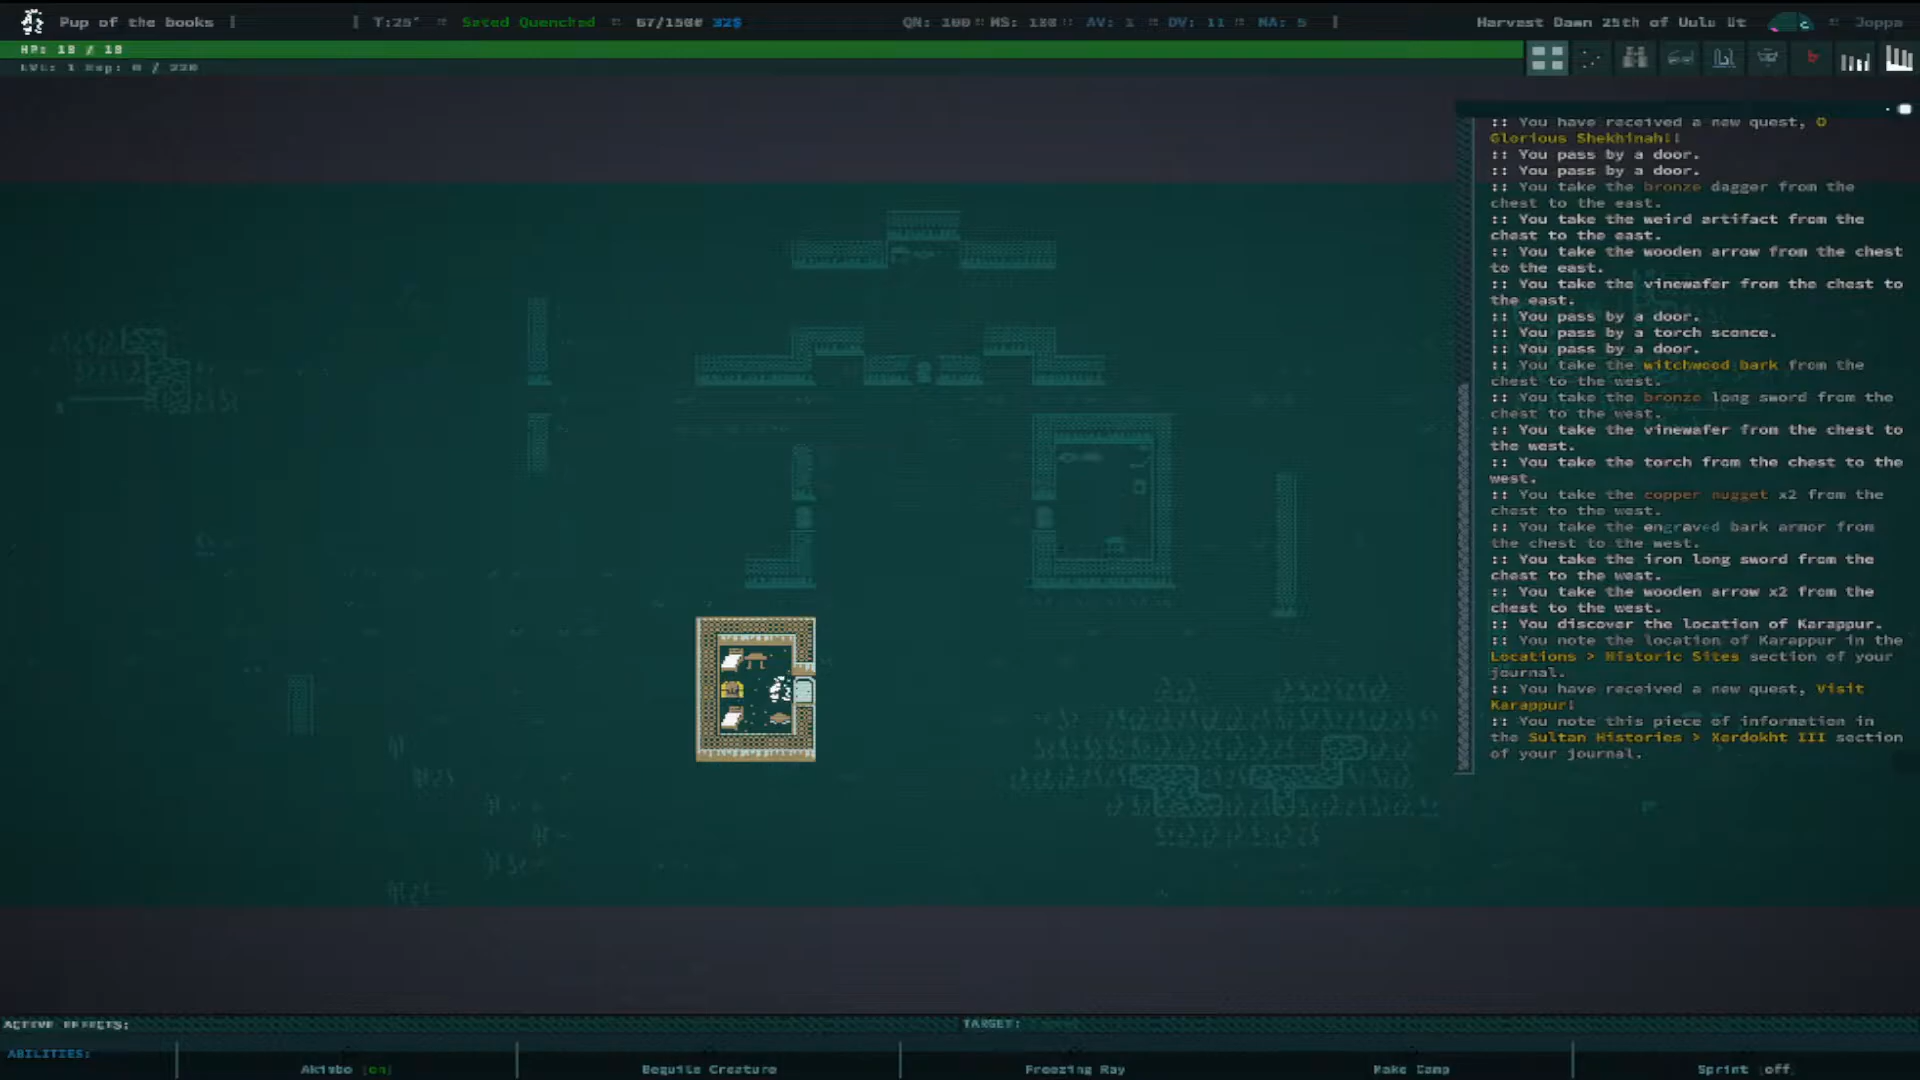 Pup of the books
T:25° Sated Quenched 67/150# 32$
QN: 100 MS: 100 AV: 1 DV: 11 MA: 5
Harvest Dawn 25th of Uulu Ut
Joppa
HP: 18 / 18
LVL: 1 Exp: 0 / 220
:: You have received a new quest, O
Glorious Shekhinah!!
:: You pass by a door.
:: You pass by a door.
:: You take the bronze dagger from the
chest to the east.
:: You take the weird artifact from the
chest to the east.
:: You take the wooden arrow from the chest
to the east.
:: You take the vinewafer from the chest to
the east.
:: You pass by a door.
:: You pass by a torch sconce.
:: You pass by a door.
:: You take the witchwood bark from the
chest to the west.
:: You take the bronze long sword from the
chest to the west.
:: You take the vinewafer from the chest to
the west.
:: You take the torch from the chest to the
west.
:: You take the copper nugget x2 from the
chest to the west.
:: You take the engraved bark armor from
the chest to the west.
:: You take the iron long sword from the
chest to the west.
:: You take the wooden arrow x2 from the
chest to the west.
:: You discover the location of Karappur.
:: You note the location of Karappur in the
Locations > Historic Sites section of your
journal.
:: You have received a new quest, Visit
Karappur!
:: You note this piece of information in
the Sultan Histories > Xerdokht III section
of your journal.
ACTIVE EFFECTS:
TARGET:
ABILITIES:
Akimbo [on]
Beguile Creature
Freezing Ray
Make Camp
Sprint [off]